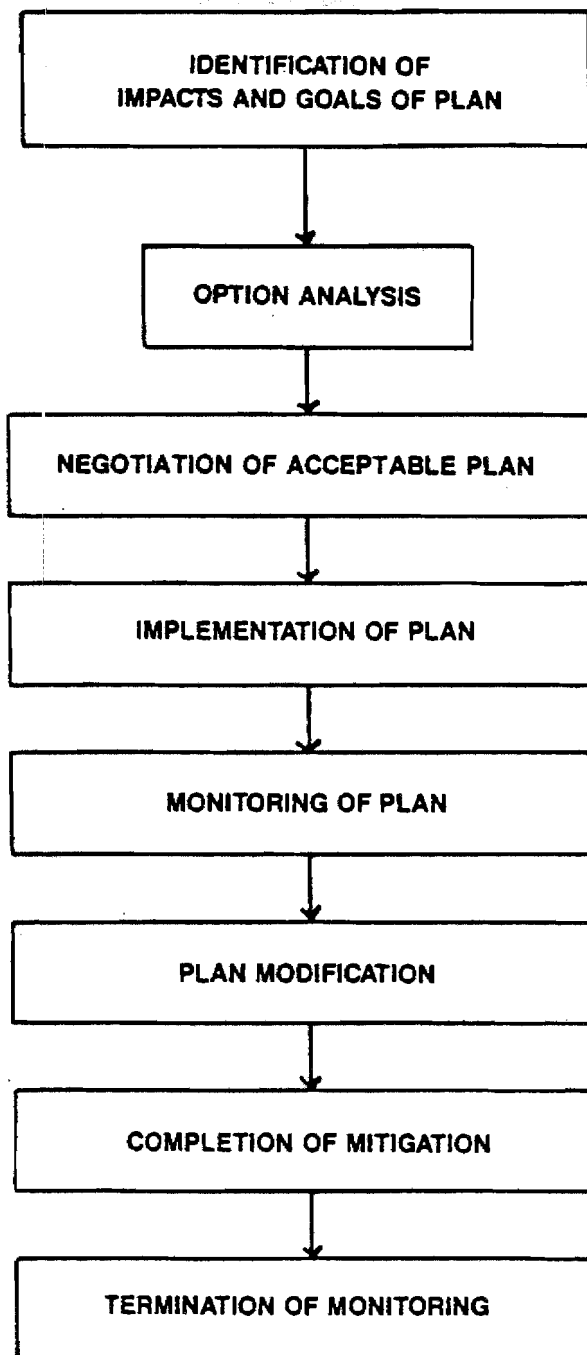 IDENTIFICATION OF
IMPACTS AND GOALS OF PLAN
OPTION ANALYSIS
NEGOTIATION OF ACCEPTABLE PLAN
IMPLEMENTATION OF PLAN
MONITORING OF PLAN
PLAN MODIFICATION
COMPLETION OF MITIGATION
TERMINATION OF MONITORING